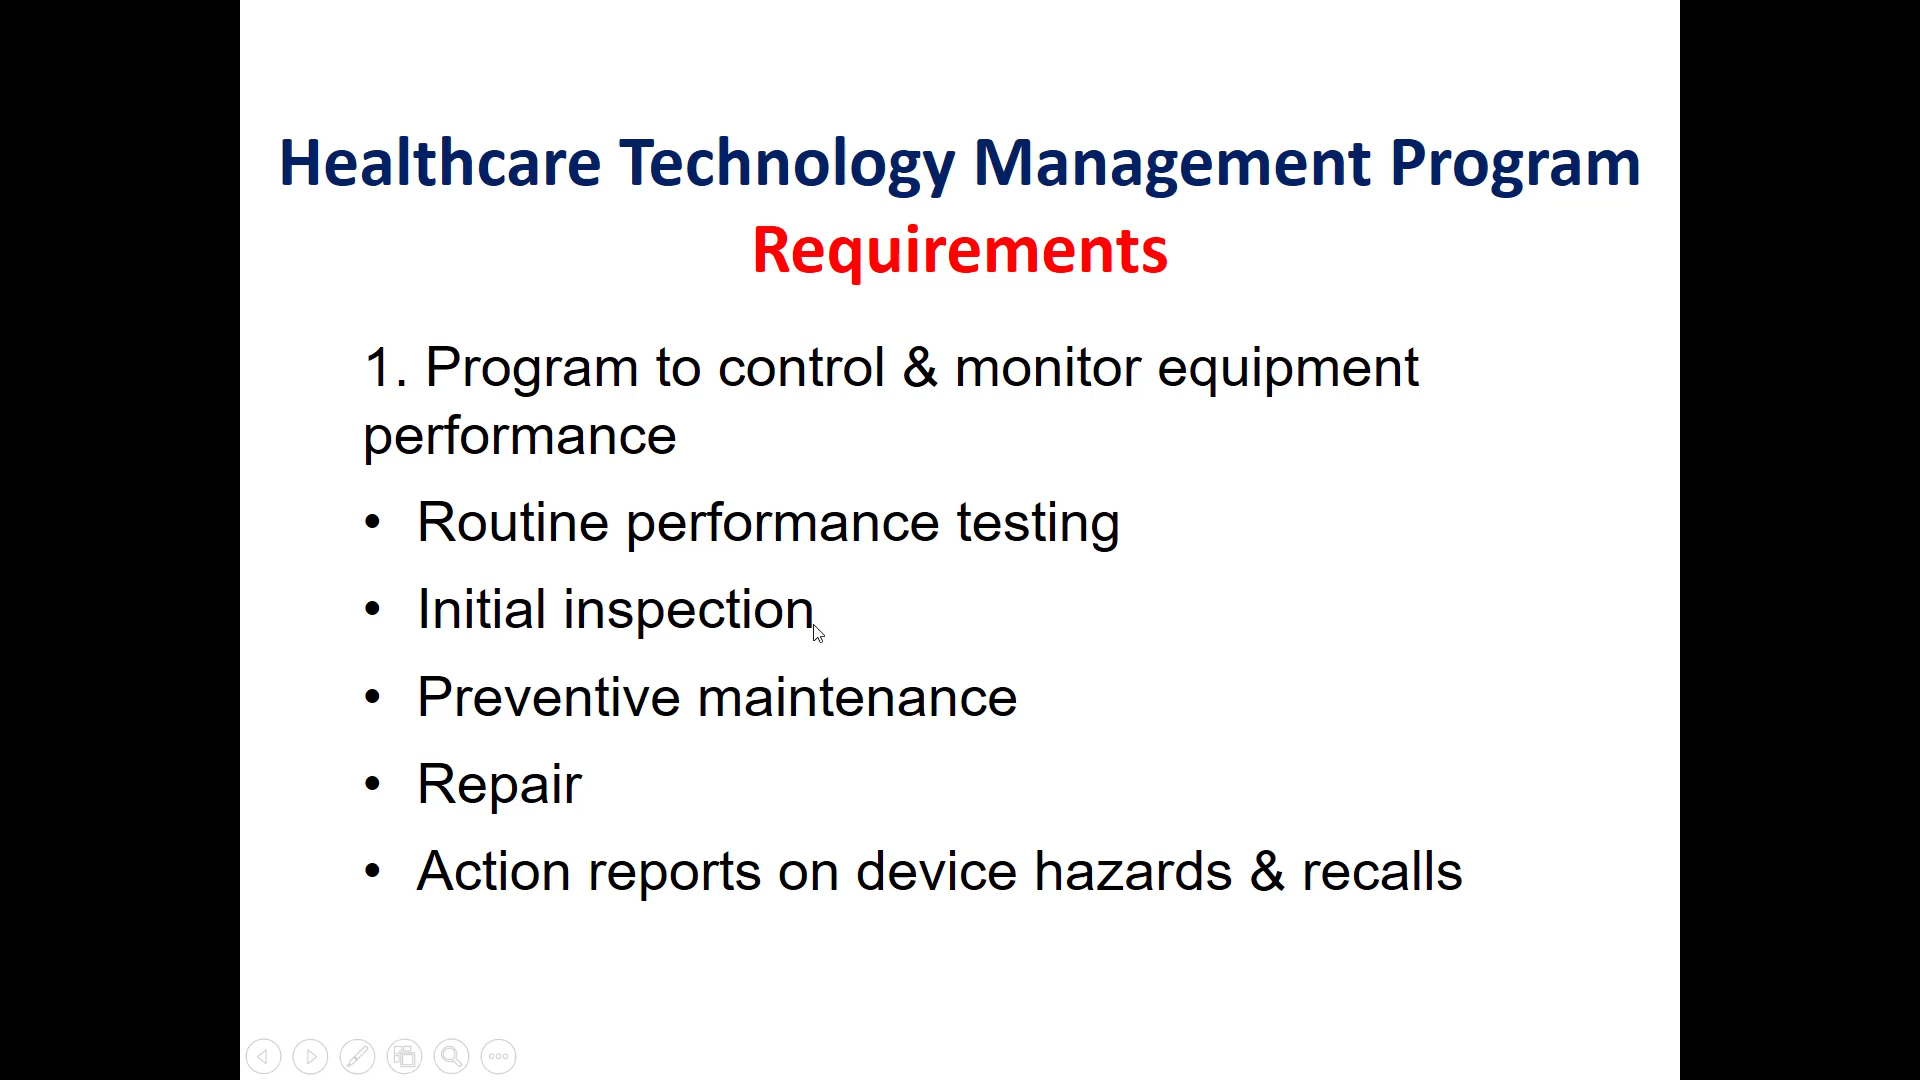 Healthcare Technology Management Program
Requirements
1. Program to control & monitor equipment
performance
• Routine performance testing
• Initial inspection
• Preventive maintenance
• Repair
• Action reports on device hazards & recalls